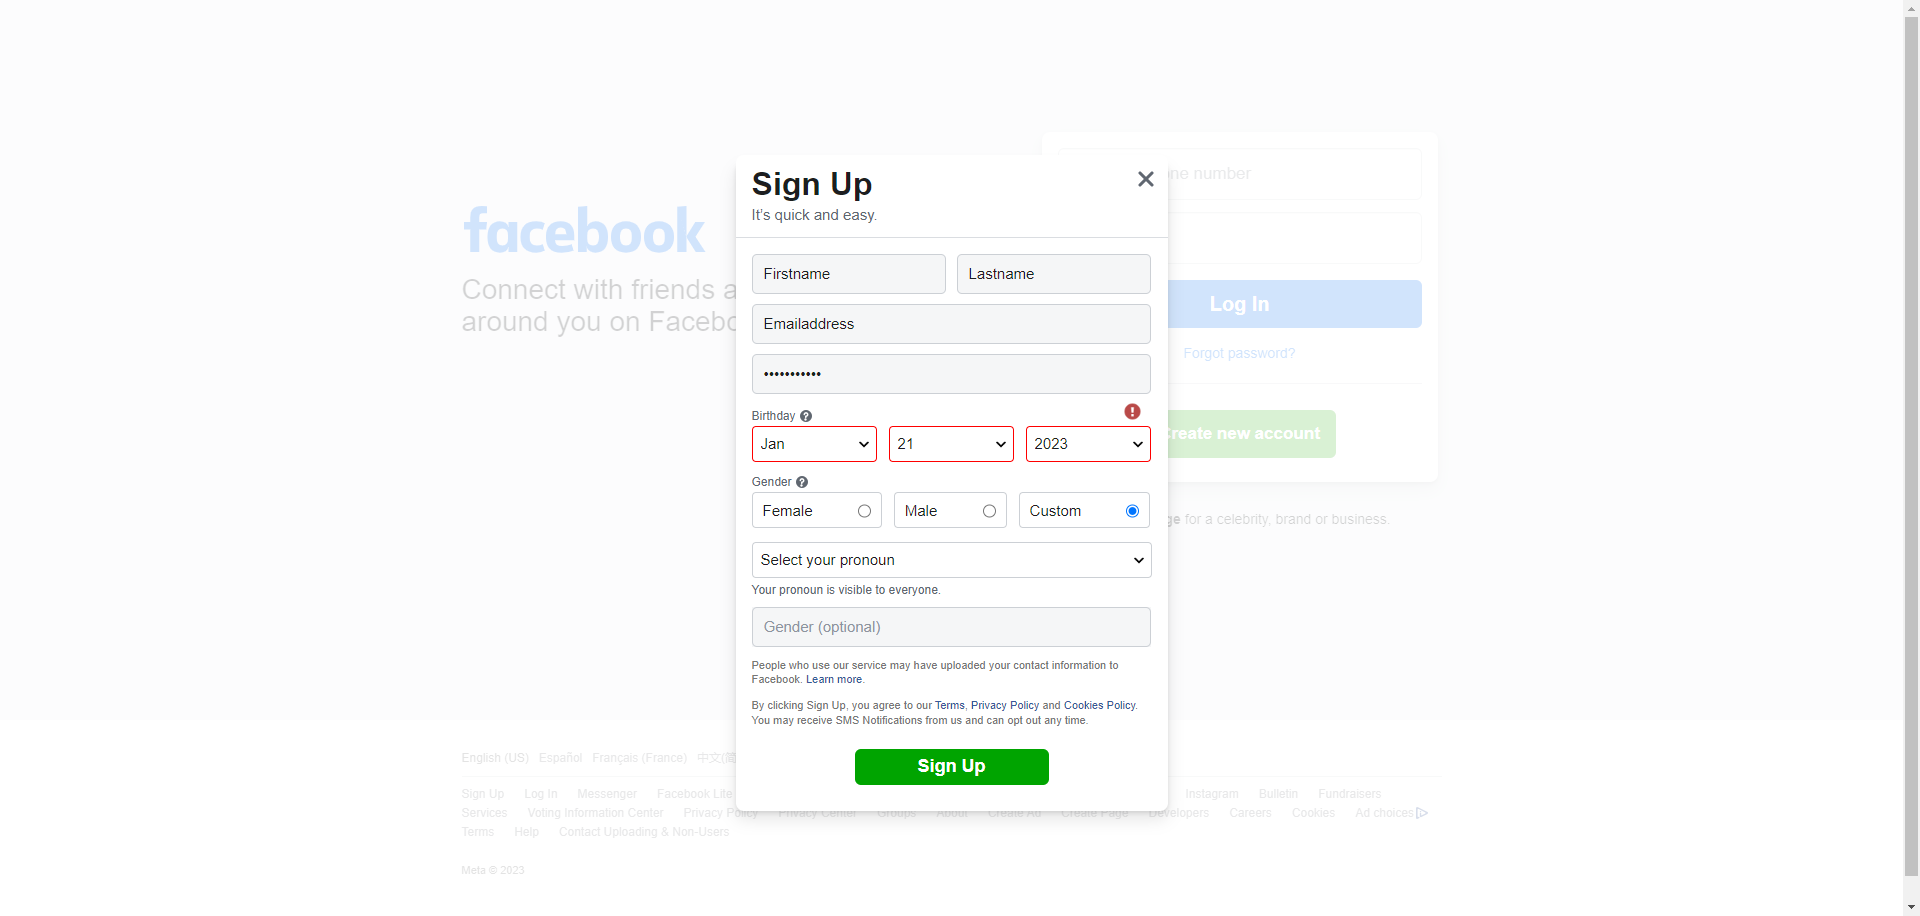 Sign Up
It's quick and easy.
Firstname
Lastname
Emailaddress
•••••••••••
Birthday ?
Jan
21
2023
Gender ?
Female
Male
Custom
Select your pronoun
Your pronoun is visible to everyone.
Gender (optional)
People who use our service may have uploaded your contact information to
Facebook. Learn more.
By clicking Sign Up, you agree to our Terms, Privacy Policy and Cookies Policy.
You may receive SMS Notifications from us and can opt out any time.
Sign Up
facebook
Connect with friends
around you on
number
Log In
Forgot password?
Create new account
for a celebrity, brand or business.
English (US) Español Français (France)
Sign Up Log In Messenger Facebook Lite Instagram Bulletin Fundraisers
Services Voting Information Center Privacy Policy Privacy Center Groups About Create Ad Create Page Developers Careers Cookies Ad choices
Terms Help Contact Uploading & Non-Users
Meta © 2023